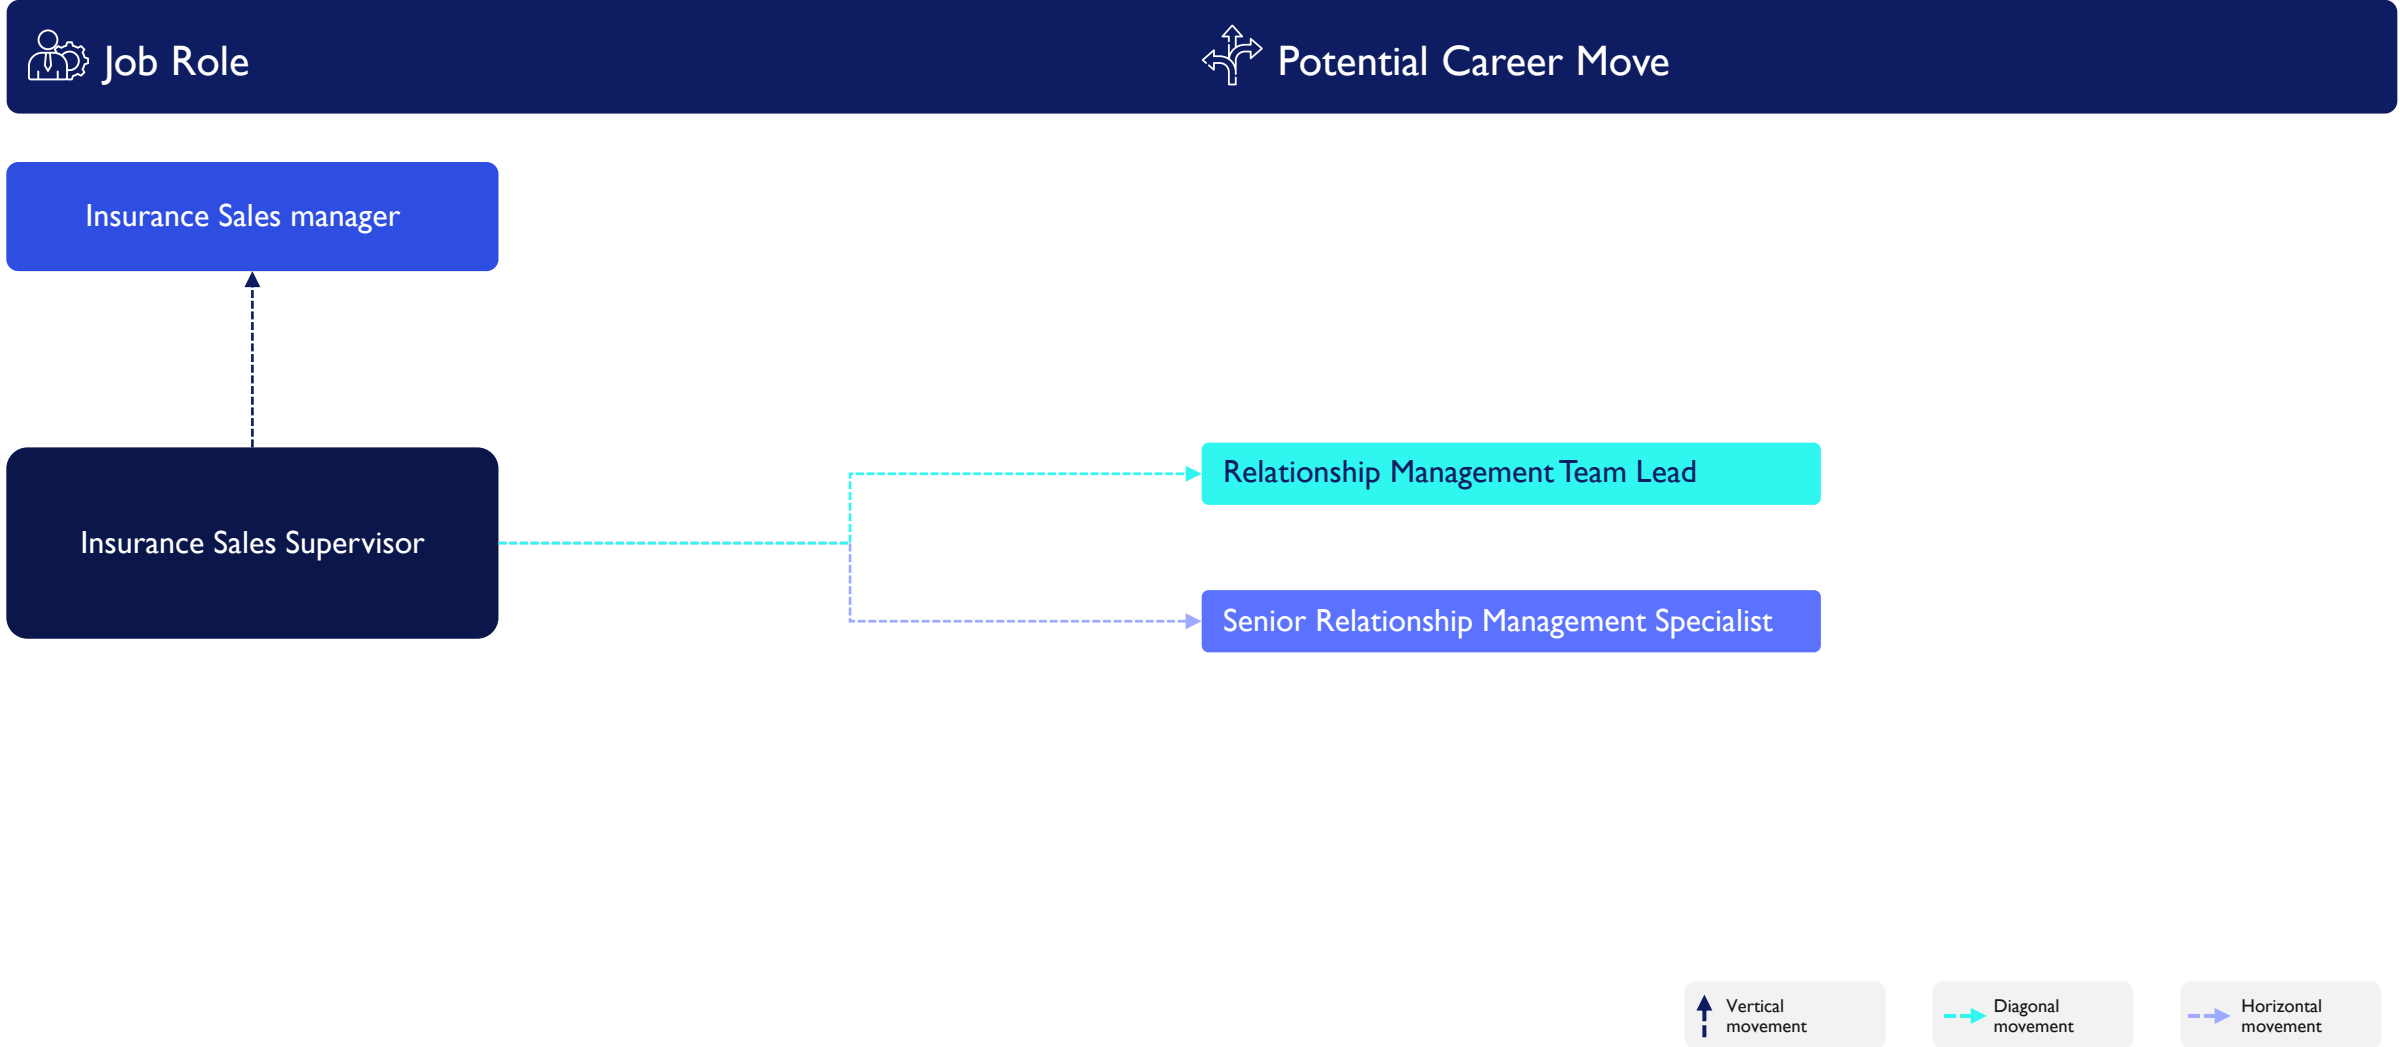 Job Role
Potential Career Move
Insurance Sales manager
Relationship Management Team Lead
Insurance Sales Supervisor
Senior Relationship Management Specialist
Vertical
movement
Diagonal
movement
Horizontal
movement